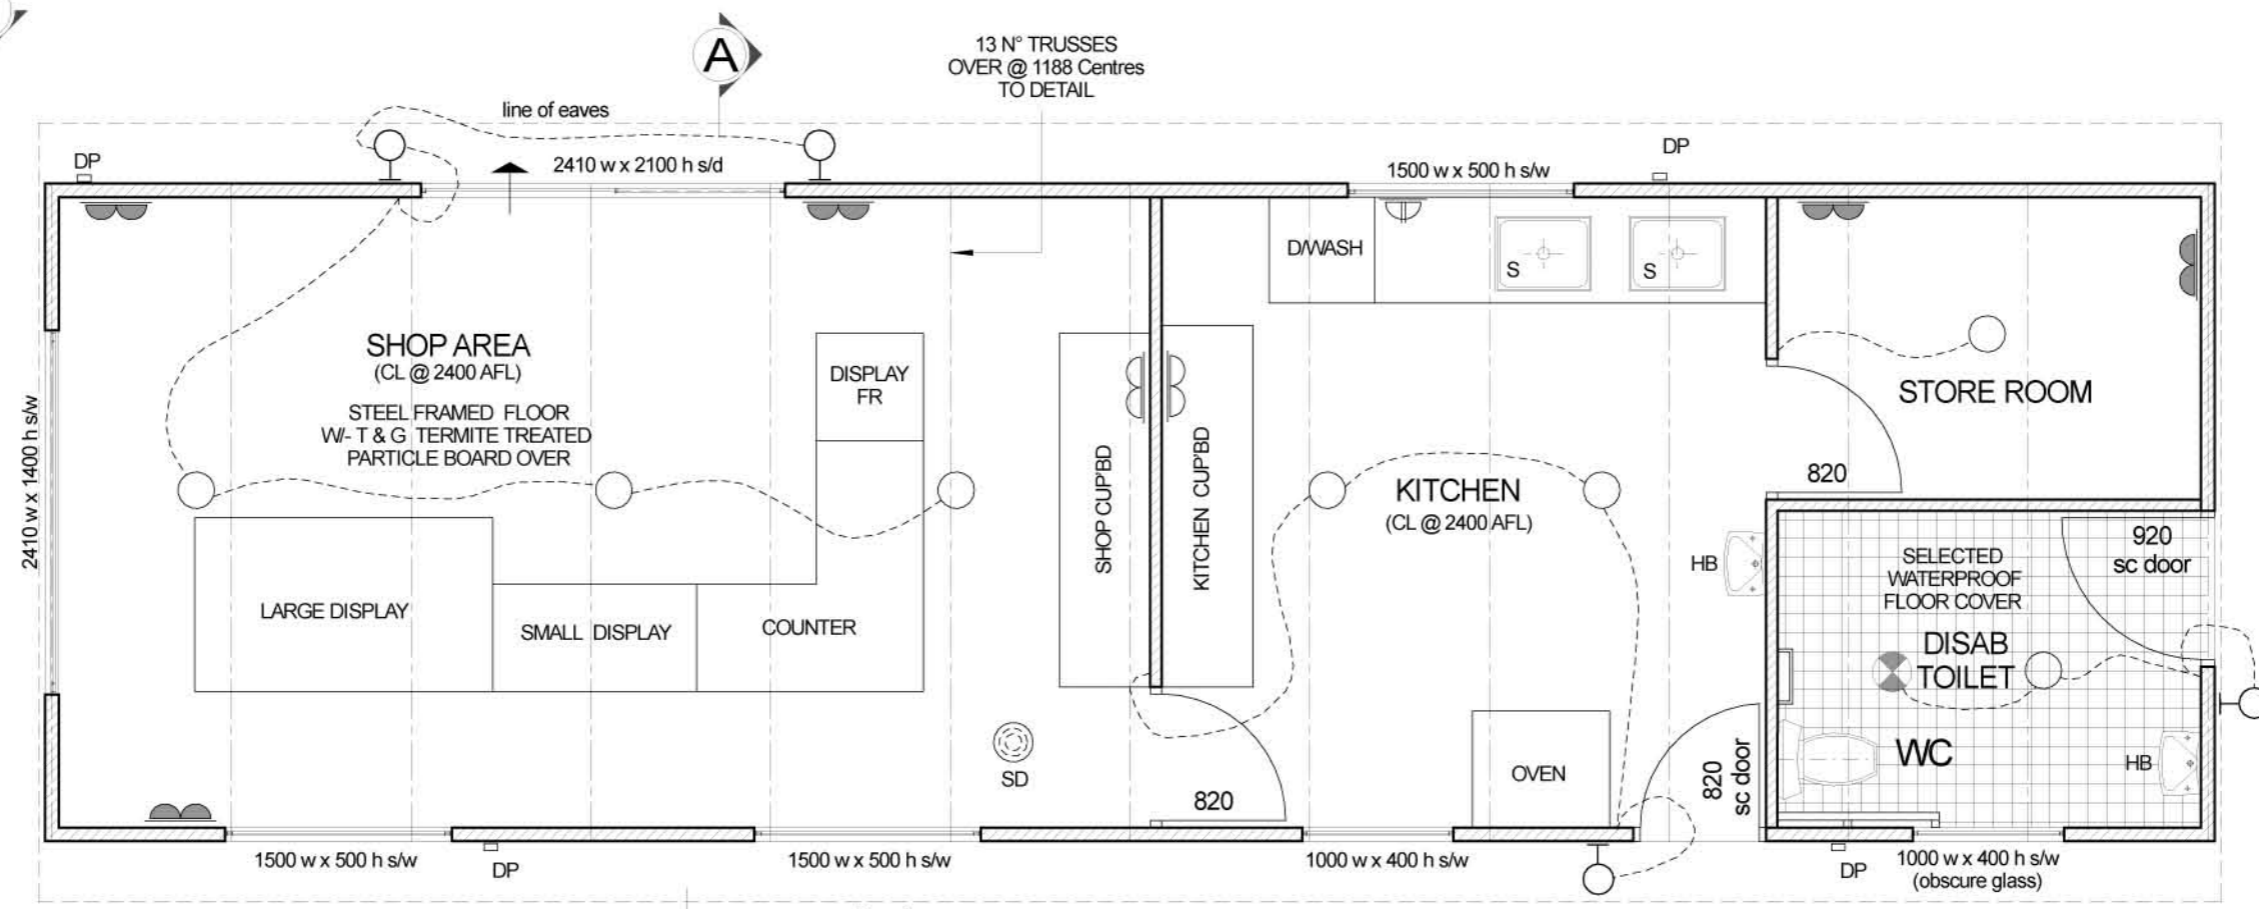 A
13 N° TRUSSES
OVER @ 1188 Centres
TO DETAIL
line of eaves
DP
2410 w x 2100 h s/d
1500 w x 500 h s/w
DP
D/WASH
S
S
SHOP AREA
(CL @ 2400 AFL)
STEEL FRAMED FLOOR
W/- T & G TERMITE TREATED
PARTICLE BOARD OVER
DISPLAY
FR
2410 w x 1400 h s/w
SHOP CUP'BD
KITCHEN CUP'BD
KITCHEN
(CL @ 2400 AFL)
STORE ROOM
820
HB
920
sc door
SELECTED
WATERPROOF
FLOOR COVER
DISAB
TOILET
LARGE DISPLAY
SMALL DISPLAY
COUNTER
SD
820
OVEN
820
sc door
WC
HB
1500 w x 500 h s/w
DP
1500 w x 500 h s/w
1000 w x 400 h s/w
DP
1000 w x 400 h s/w
(obscure glass)